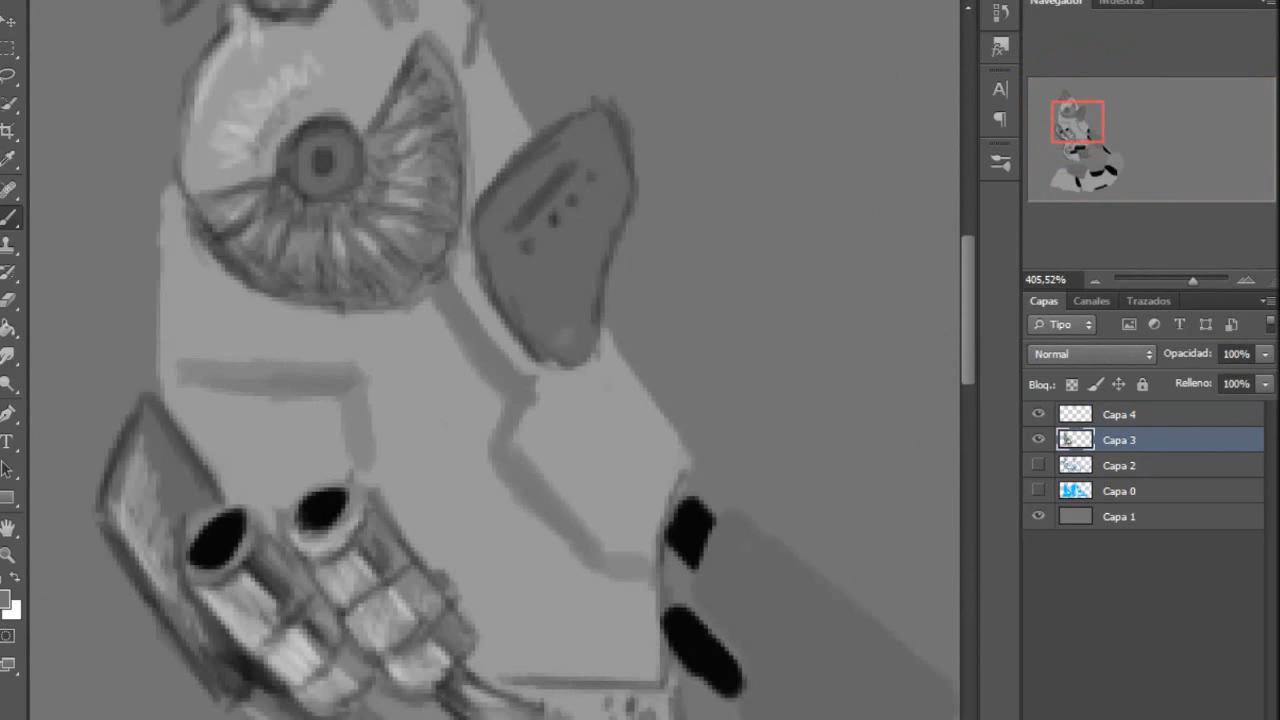 Navegador Muestras
405,52%
Capas Canales Trazados
Tipo
Normal Opacidad: 100%
Bloq.: Relleno: 100%
Capa 4
Capa 3
Capa 2
Capa 0
Capa 1